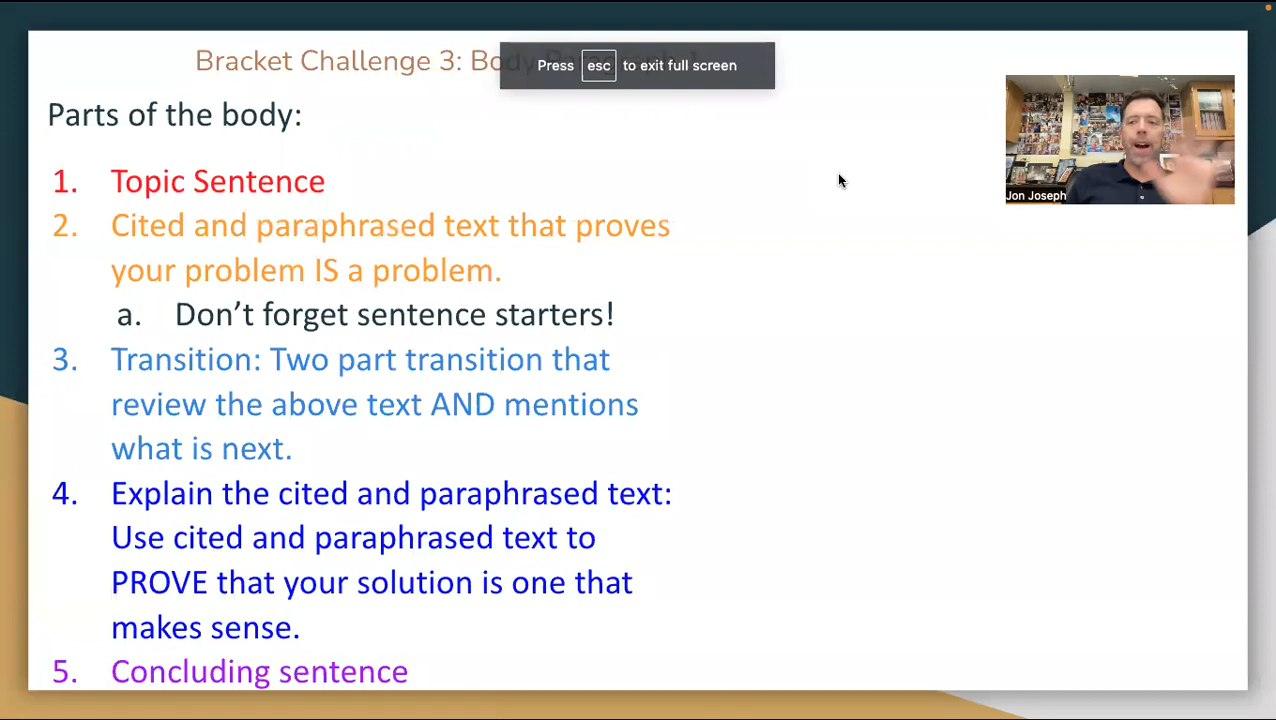 Bracket Challenge 3: Body Paragraph 1
Press esc to exit full screen
Parts of the body:
Jon Joseph
1. Topic Sentence
2. Cited and paraphrased text that proves
your problem IS a problem.
a. Don’t forget sentence starters!
3. Transition: Two part transition that
review the above text AND mentions
what is next.
4. Explain the cited and paraphrased text:
Use cited and paraphrased text to
PROVE that your solution is one that
makes sense.
5. Concluding sentence